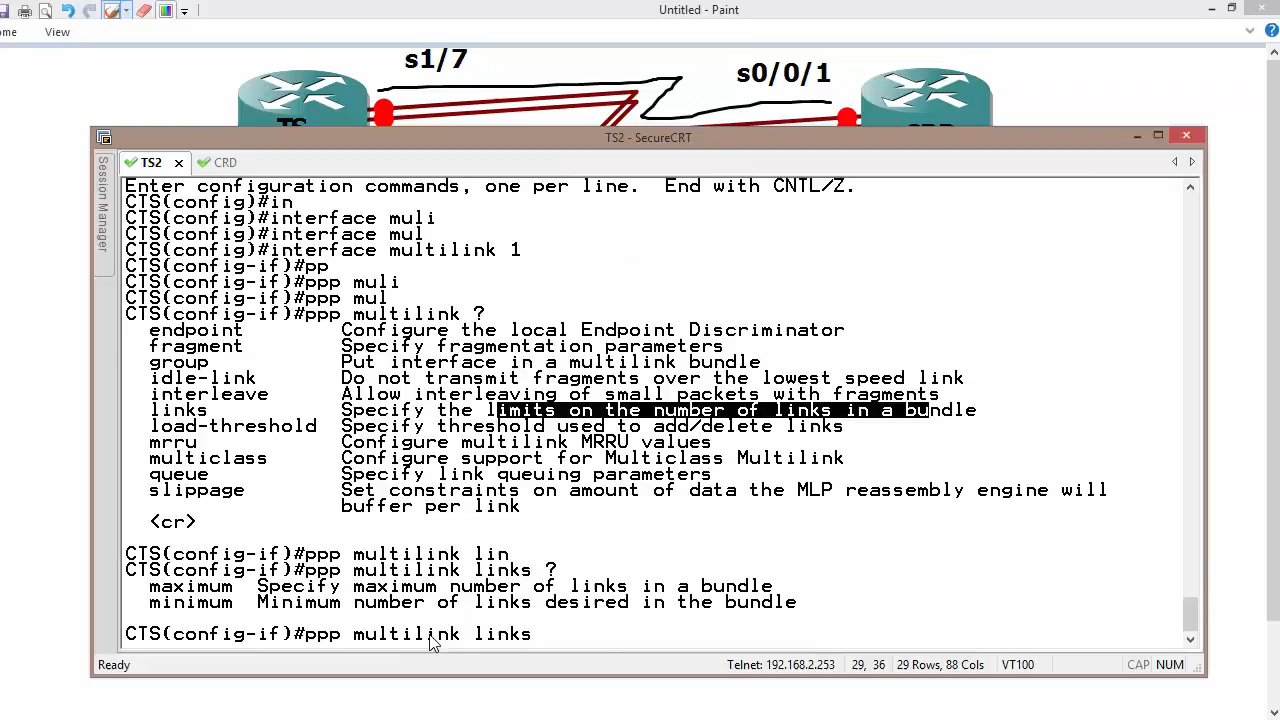 Untitled - Paint
ome View
s1/7
s0/0/1
TS2 - SecureCRT
TS2 CRD
Session Manager
Enter configuration commands, one per line.  End with CNTL/Z.
CTS(config)#in
CTS(config)#interface muli
CTS(config)#interface mul
CTS(config)#interface multilink 1
CTS(config-if)#pp
CTS(config-if)#ppp muli
CTS(config-if)#ppp mul
CTS(config-if)#ppp multilink ?
endpoint Configure the local Endpoint Discriminator
fragment Specify fragmentation parameters
group Put interface in a multilink bundle
idle-link Do not transmit fragments over the lowest speed link
interleave Allow interleaving of small packets with fragments
links Specify the limits on the number of links in a bundle
load-threshold Specify threshold used to add/delete links
mrru Configure multilink MRRU values
multiclass Configure support for Multiclass Multilink
queue Specify link queuing parameters
slippage Set constraints on amount of data the MLP reassembly engine will
buffer per link
<cr>
CTS(config-if)#ppp multilink lin
CTS(config-if)#ppp multilink links ?
maximum Specify maximum number of links in a bundle
minimum Minimum number of links desired in the bundle
CTS(config-if)#ppp multilink links
Ready Telnet: 192.168.2.253 29, 36 29 Rows, 88 Cols VT100 CAP NUM